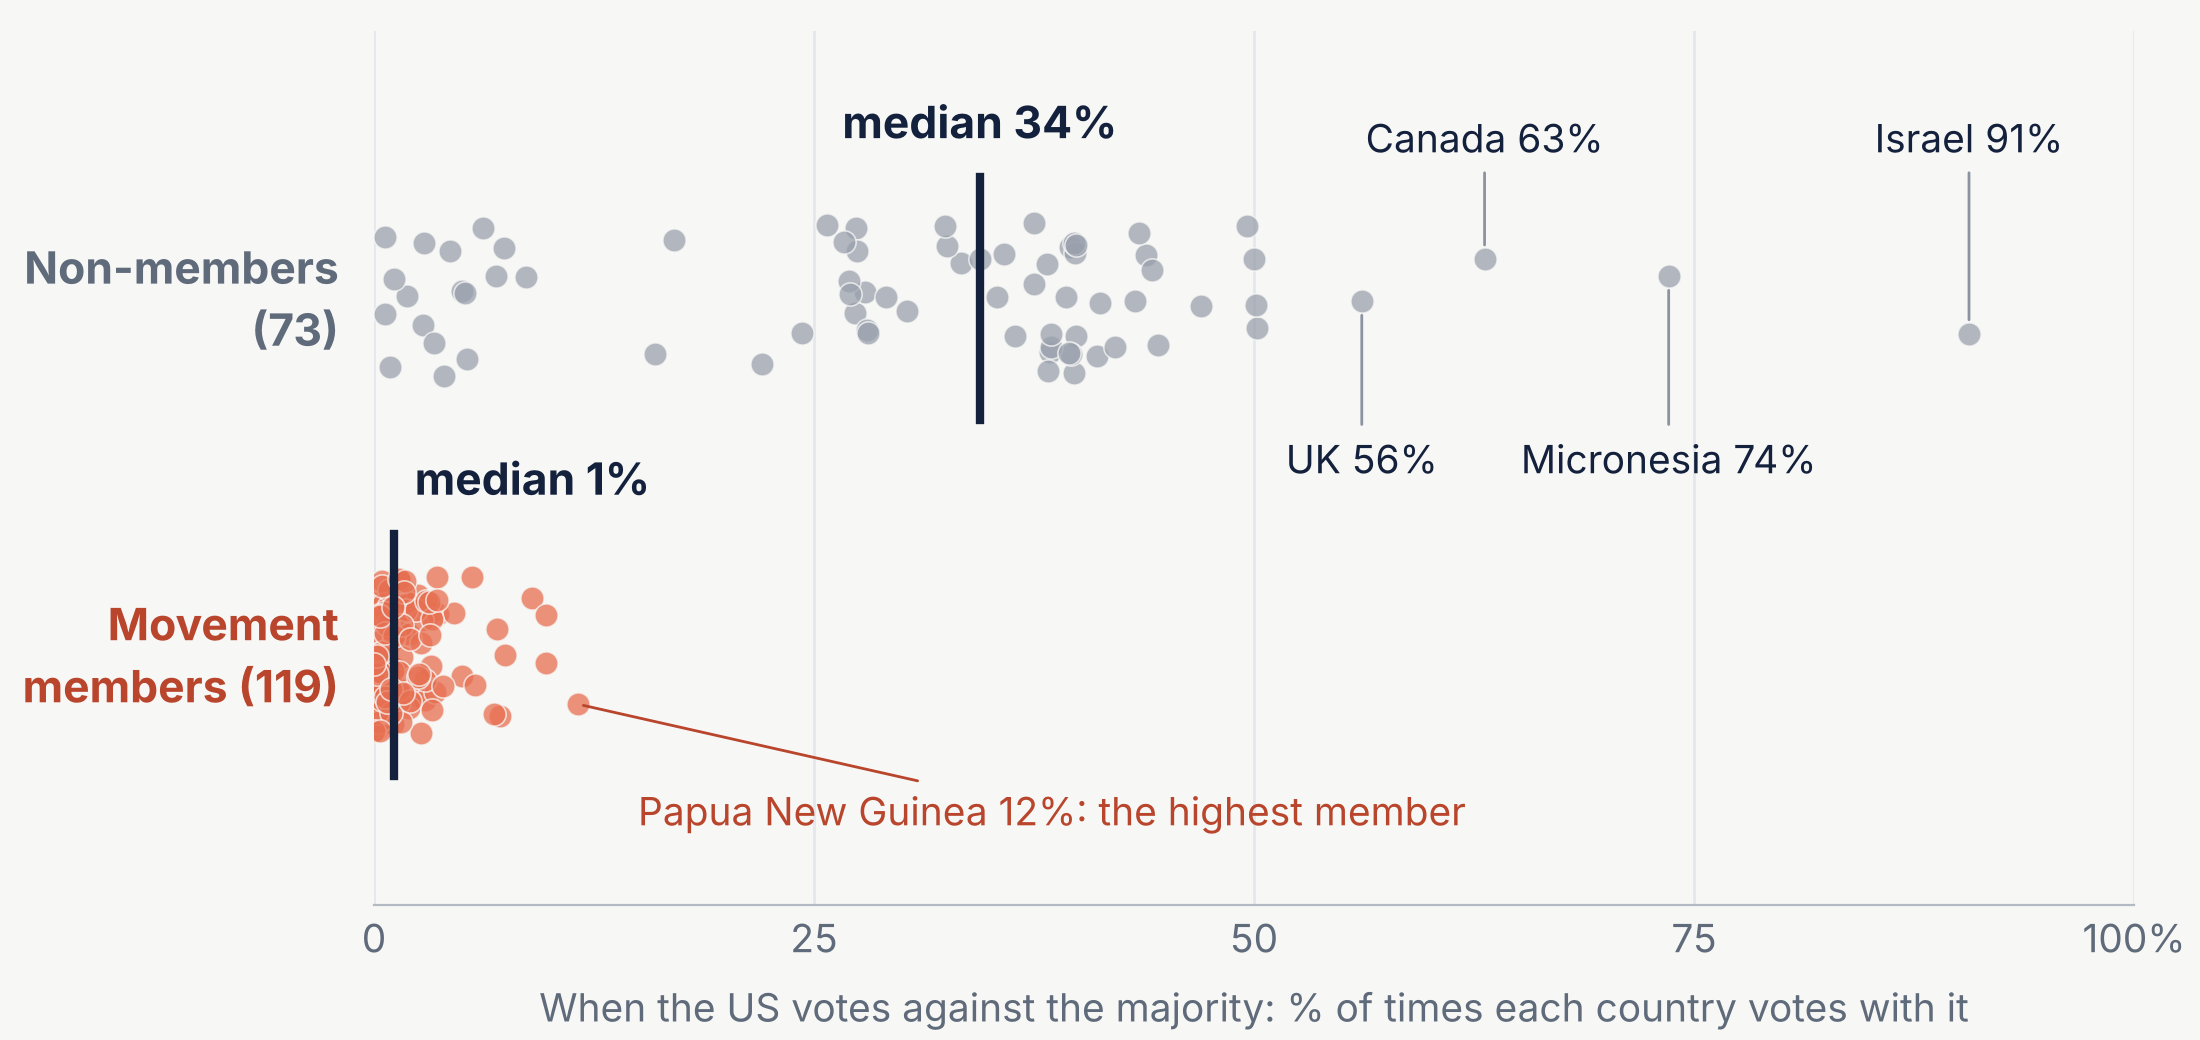 median 34%
Canada 63%
Israel 91%
Non-members
(73)
UK 56%
Micronesia 74%
median 1%
Movement
members (119)
Papua New Guinea 12%: the highest member
0
25
50
75
100%
When the US votes against the majority: % of times each country votes with it